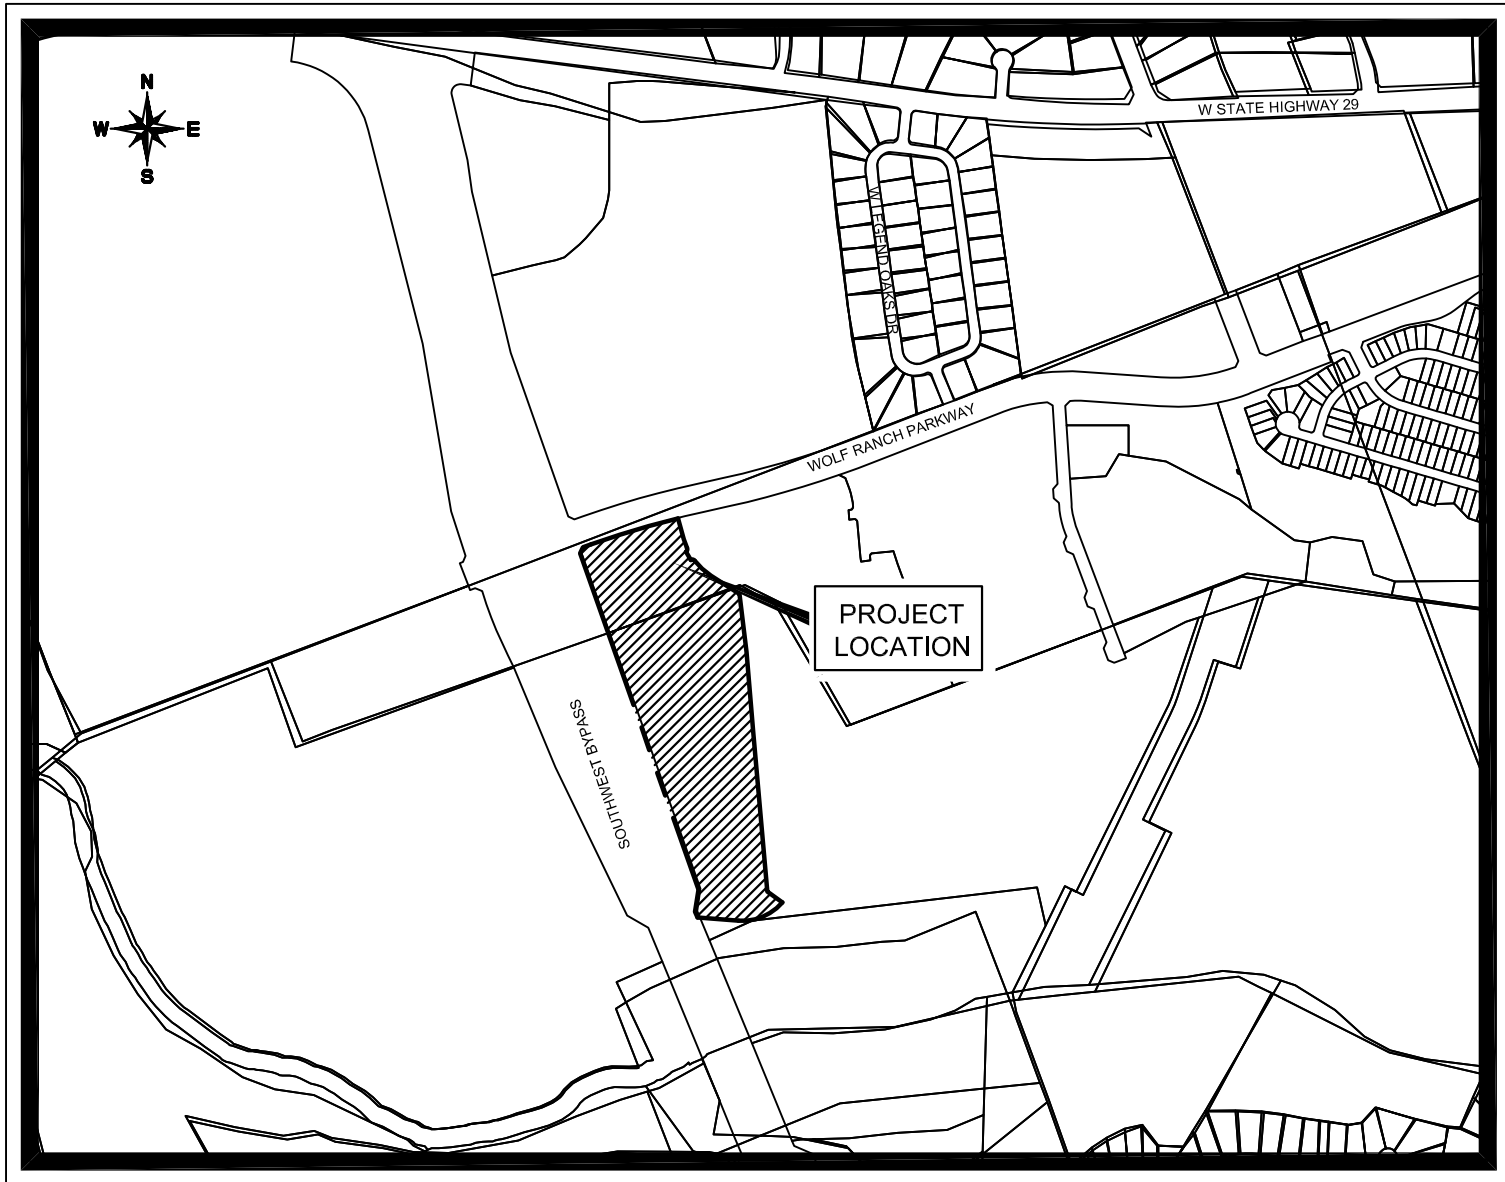 N
W E
S
W STATE HIGHWAY 29
W LEGEND OAKS DR
WOLF RANCH PARKWAY
PROJECT
LOCATION
SOUTHWEST BYPASS